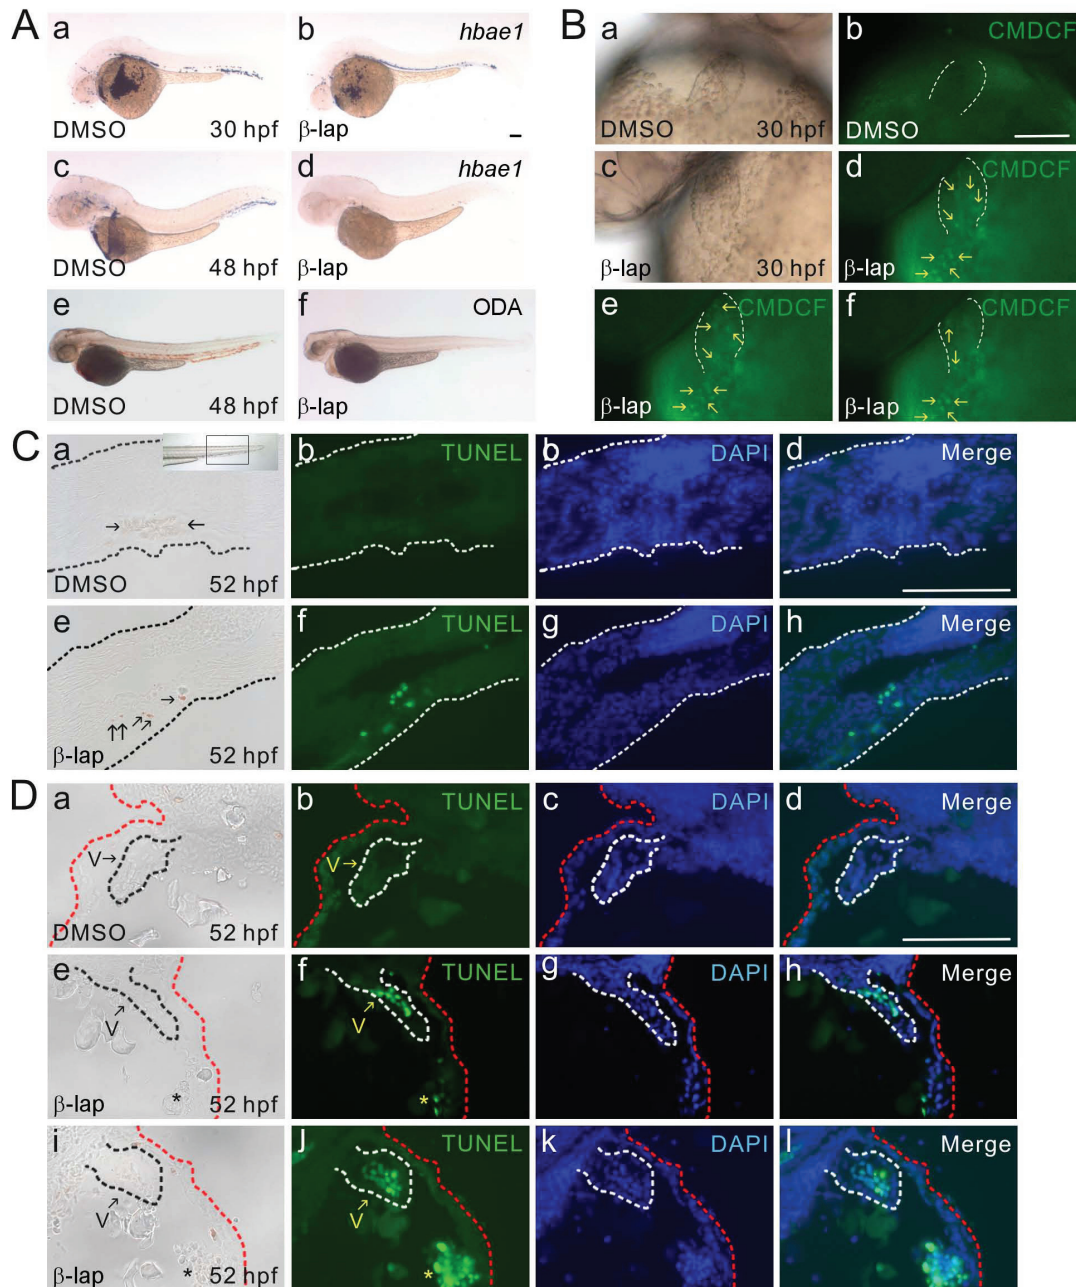 A
a
b
hbae1
DMSO
30 hpf
β-lap
c
d
hbae1
DMSO
48 hpf
β-lap
e
f
ODA
DMSO
48 hpf
β-lap
B
a
b
CMDCF
DMSO
30 hpf
DMSO
c
d
CMDCF
β-lap
30 hpf
β-lap
e
CMDCF
f
CMDCF
β-lap
β-lap
C
a
b
TUNEL
b
DAPI
d
Merge
DMSO
52 hpf
e
f
TUNEL
g
DAPI
h
Merge
β-lap
52 hpf
D
a
b
TUNEL
c
DAPI
d
Merge
V
V
DMSO
52 hpf
e
f
TUNEL
g
DAPI
h
Merge
V
V
*
*
β-lap
52 hpf
i
j
TUNEL
k
DAPI
l
Merge
V
V
*
*
β-lap
52 hpf